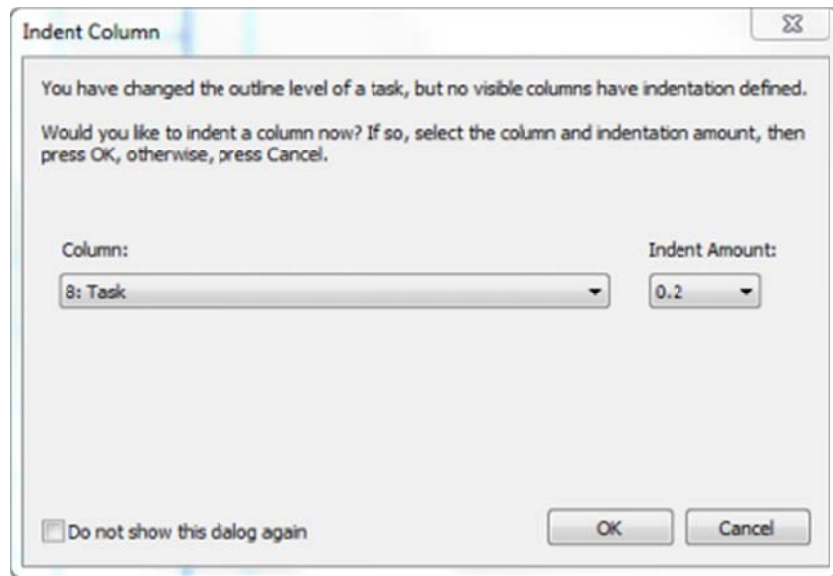 Indent Column
You have changed the outline level of a task, but no visible columns have indentation defined.
Would you like to indent a column now? If so, select the column and indentation amount, then
press OK, otherwise, press Cancel.
Column:
Indent Amount:
8: Task
0.2
Do not show this dalog again
OK
Cancel